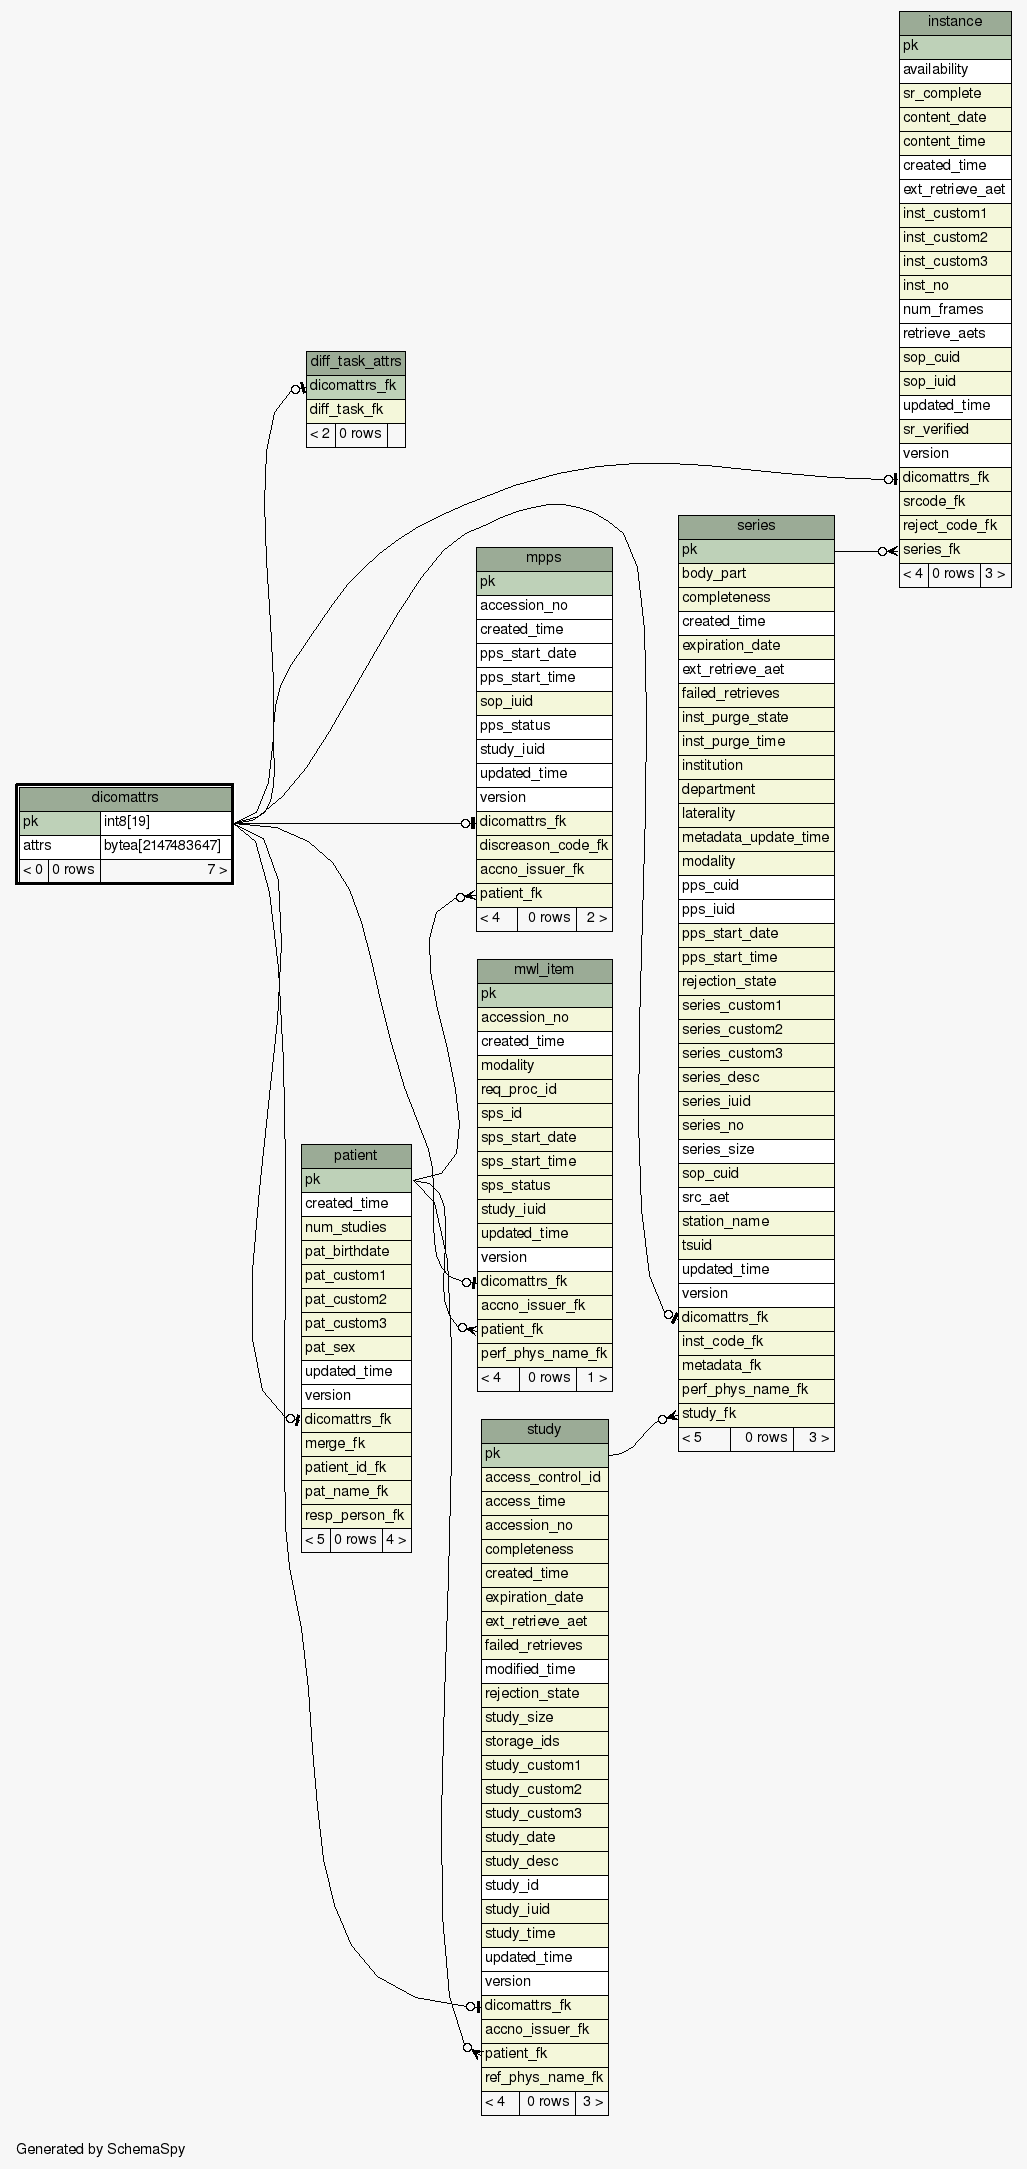 instance
pk
availability
sr_complete
content_date
content_time
created_time
ext_retrieve_aet
inst_custom1
inst_custom2
inst_custom3
inst_no
num_frames
retrieve_aets
sop_cuid
sop_iuid
updated_time
sr_verified
version
dicomattrs_fk
srcode_fk
reject_code_fk
series_fk
< 4 0 rows 3 >
diff_task_attrs
dicomattrs_fk
diff_task_fk
< 2 0 rows
series
pk
body_part
completeness
created_time
expiration_date
ext_retrieve_aet
failed_retrieves
inst_purge_state
inst_purge_time
institution
department
laterality
metadata_update_time
modality
pps_cuid
pps_iuid
pps_start_date
pps_start_time
rejection_state
series_custom1
series_custom2
series_custom3
series_desc
series_iuid
series_no
series_size
sop_cuid
src_aet
station_name
tsuid
updated_time
version
dicomattrs_fk
inst_code_fk
metadata_fk
perf_phys_name_fk
study_fk
< 5 0 rows 3 >
mpps
pk
accession_no
created_time
pps_start_date
pps_start_time
sop_iuid
pps_status
study_iuid
updated_time
version
dicomattrs_fk
discreason_code_fk
accno_issuer_fk
patient_fk
< 4 0 rows 2 >
dicomattrs
pk int8[19]
attrs bytea[2147483647]
< 0 0 rows 7 >
mwl_item
pk
accession_no
created_time
modality
req_proc_id
sps_id
sps_start_date
sps_start_time
sps_status
study_iuid
updated_time
version
dicomattrs_fk
accno_issuer_fk
patient_fk
perf_phys_name_fk
< 4 0 rows 1 >
patient
pk
created_time
num_studies
pat_birthdate
pat_custom1
pat_custom2
pat_custom3
pat_sex
updated_time
version
dicomattrs_fk
merge_fk
patient_id_fk
pat_name_fk
resp_person_fk
< 5 0 rows 4 >
study
pk
access_control_id
access_time
accession_no
completeness
created_time
expiration_date
ext_retrieve_aet
failed_retrieves
modified_time
rejection_state
study_size
storage_ids
study_custom1
study_custom2
study_custom3
study_date
study_desc
study_id
study_iuid
study_time
updated_time
version
dicomattrs_fk
accno_issuer_fk
patient_fk
ref_phys_name_fk
< 4 0 rows 3 >
Generated by SchemaSpy